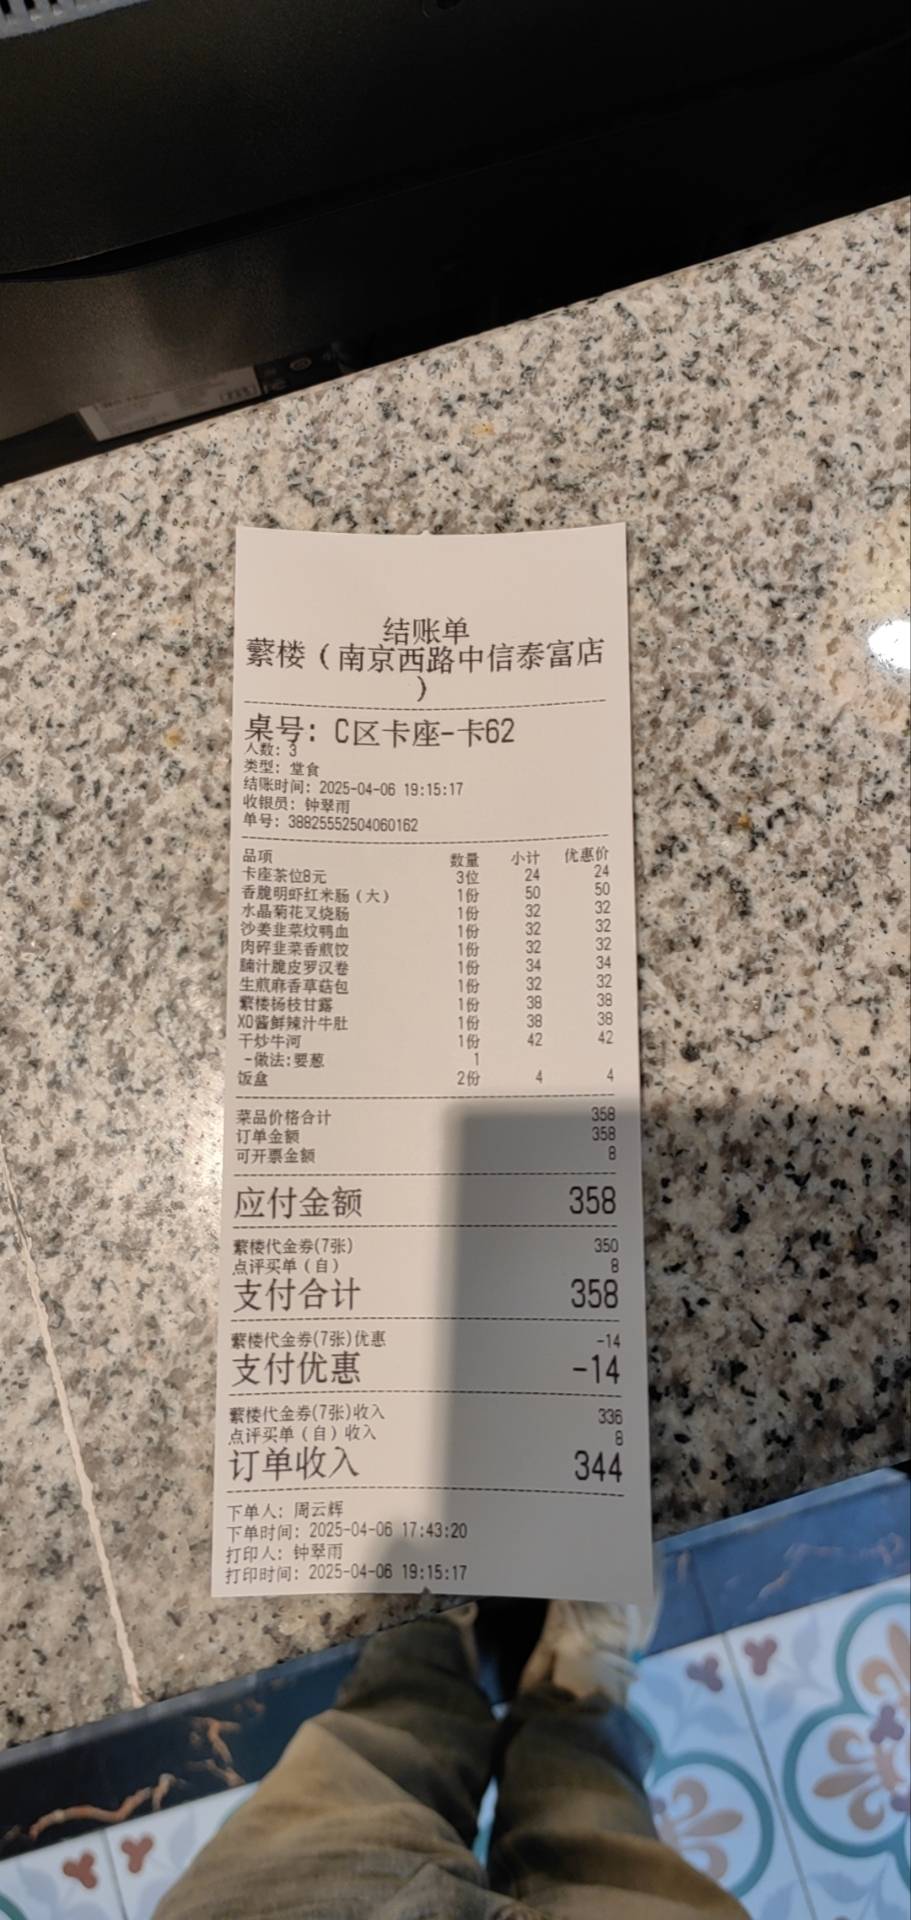 结账单
蘩楼（南京西路中信泰富店
）
桌号: C区卡座-卡62
人数: 3
类型: 堂食
结账时间: 2025-04-06 19:15:17
收银员: 钟翠雨
单号: 38825552504060162
品项 数量 小计 优惠价
卡座茶位8元 3位 24 24
香脆明虾红米肠（大） 1份 50 50
水晶菊花叉烧肠 1份 32 32
沙姜韭菜炆鸭血 1份 32 32
肉碎韭菜香煎饺 1份 32 32
腩汁脆皮罗汉卷 1份 34 34
生煎麻香草菇包 1份 32 32
蘩楼杨枝甘露 1份 38 38
XO酱鲜辣汁牛肚 1份 38 38
干炒牛河 1份 42 42
-做法:要葱 1
饭盒 2份 4 4
菜品价格合计 358
订单金额 358
可开票金额 8
应付金额 358
蘩楼代金券(7张) 350
点评买单（自） 8
支付合计 358
蘩楼代金券(7张)优惠 -14
支付优惠 -14
蘩楼代金券(7张)收入 336
点评买单（自）收入 8
订单收入 344
下单人: 周云辉
下单时间: 2025-04-06 17:43:20
打印人: 钟翠雨
打印时间: 2025-04-06 19:15:17